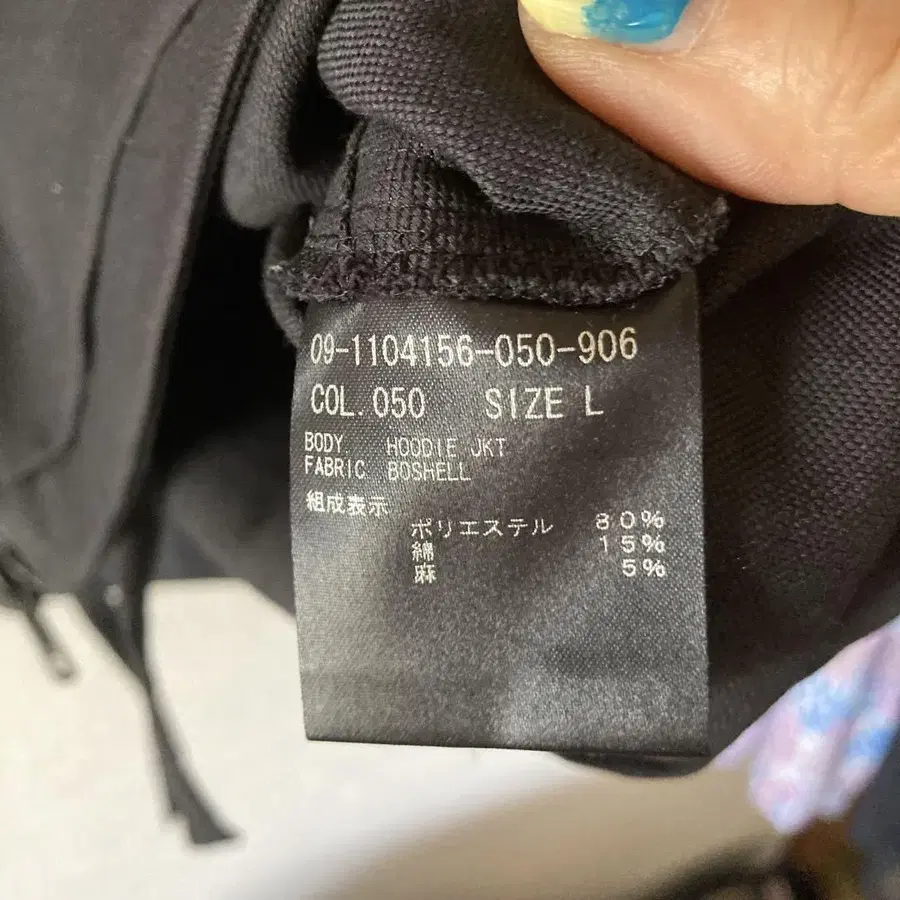 09-1104156-050-906
COL. 050 SIZE L
BODY HOODIE JKT
FABRIC BOSHELL
組成表示
ポリエステル 80%
綿 15%
麻 5%